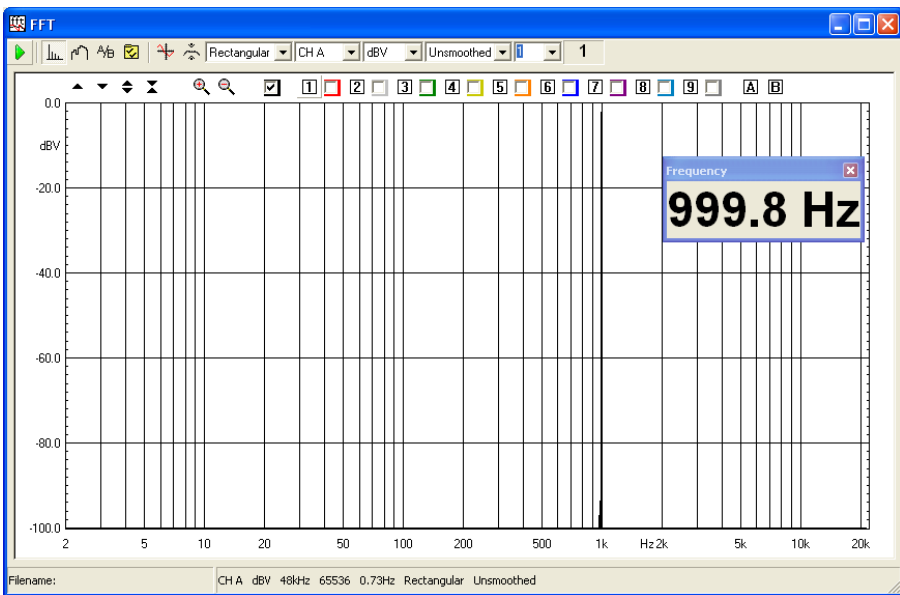 FFT
A/B Rectangular CH A dBV Unsmoothed 1 1
1 2 3 4 5 6 7 8 9 A B
0.0
dBV
-20.0
-40.0
-60.0
-80.0
-100.0
Frequency
999.8 Hz
2 5 10 20 50 100 200 500 1k Hz 2k 5k 10k 20k
Filename:
CH A dBV 48kHz 65536 0.73Hz Rectangular Unsmoothed